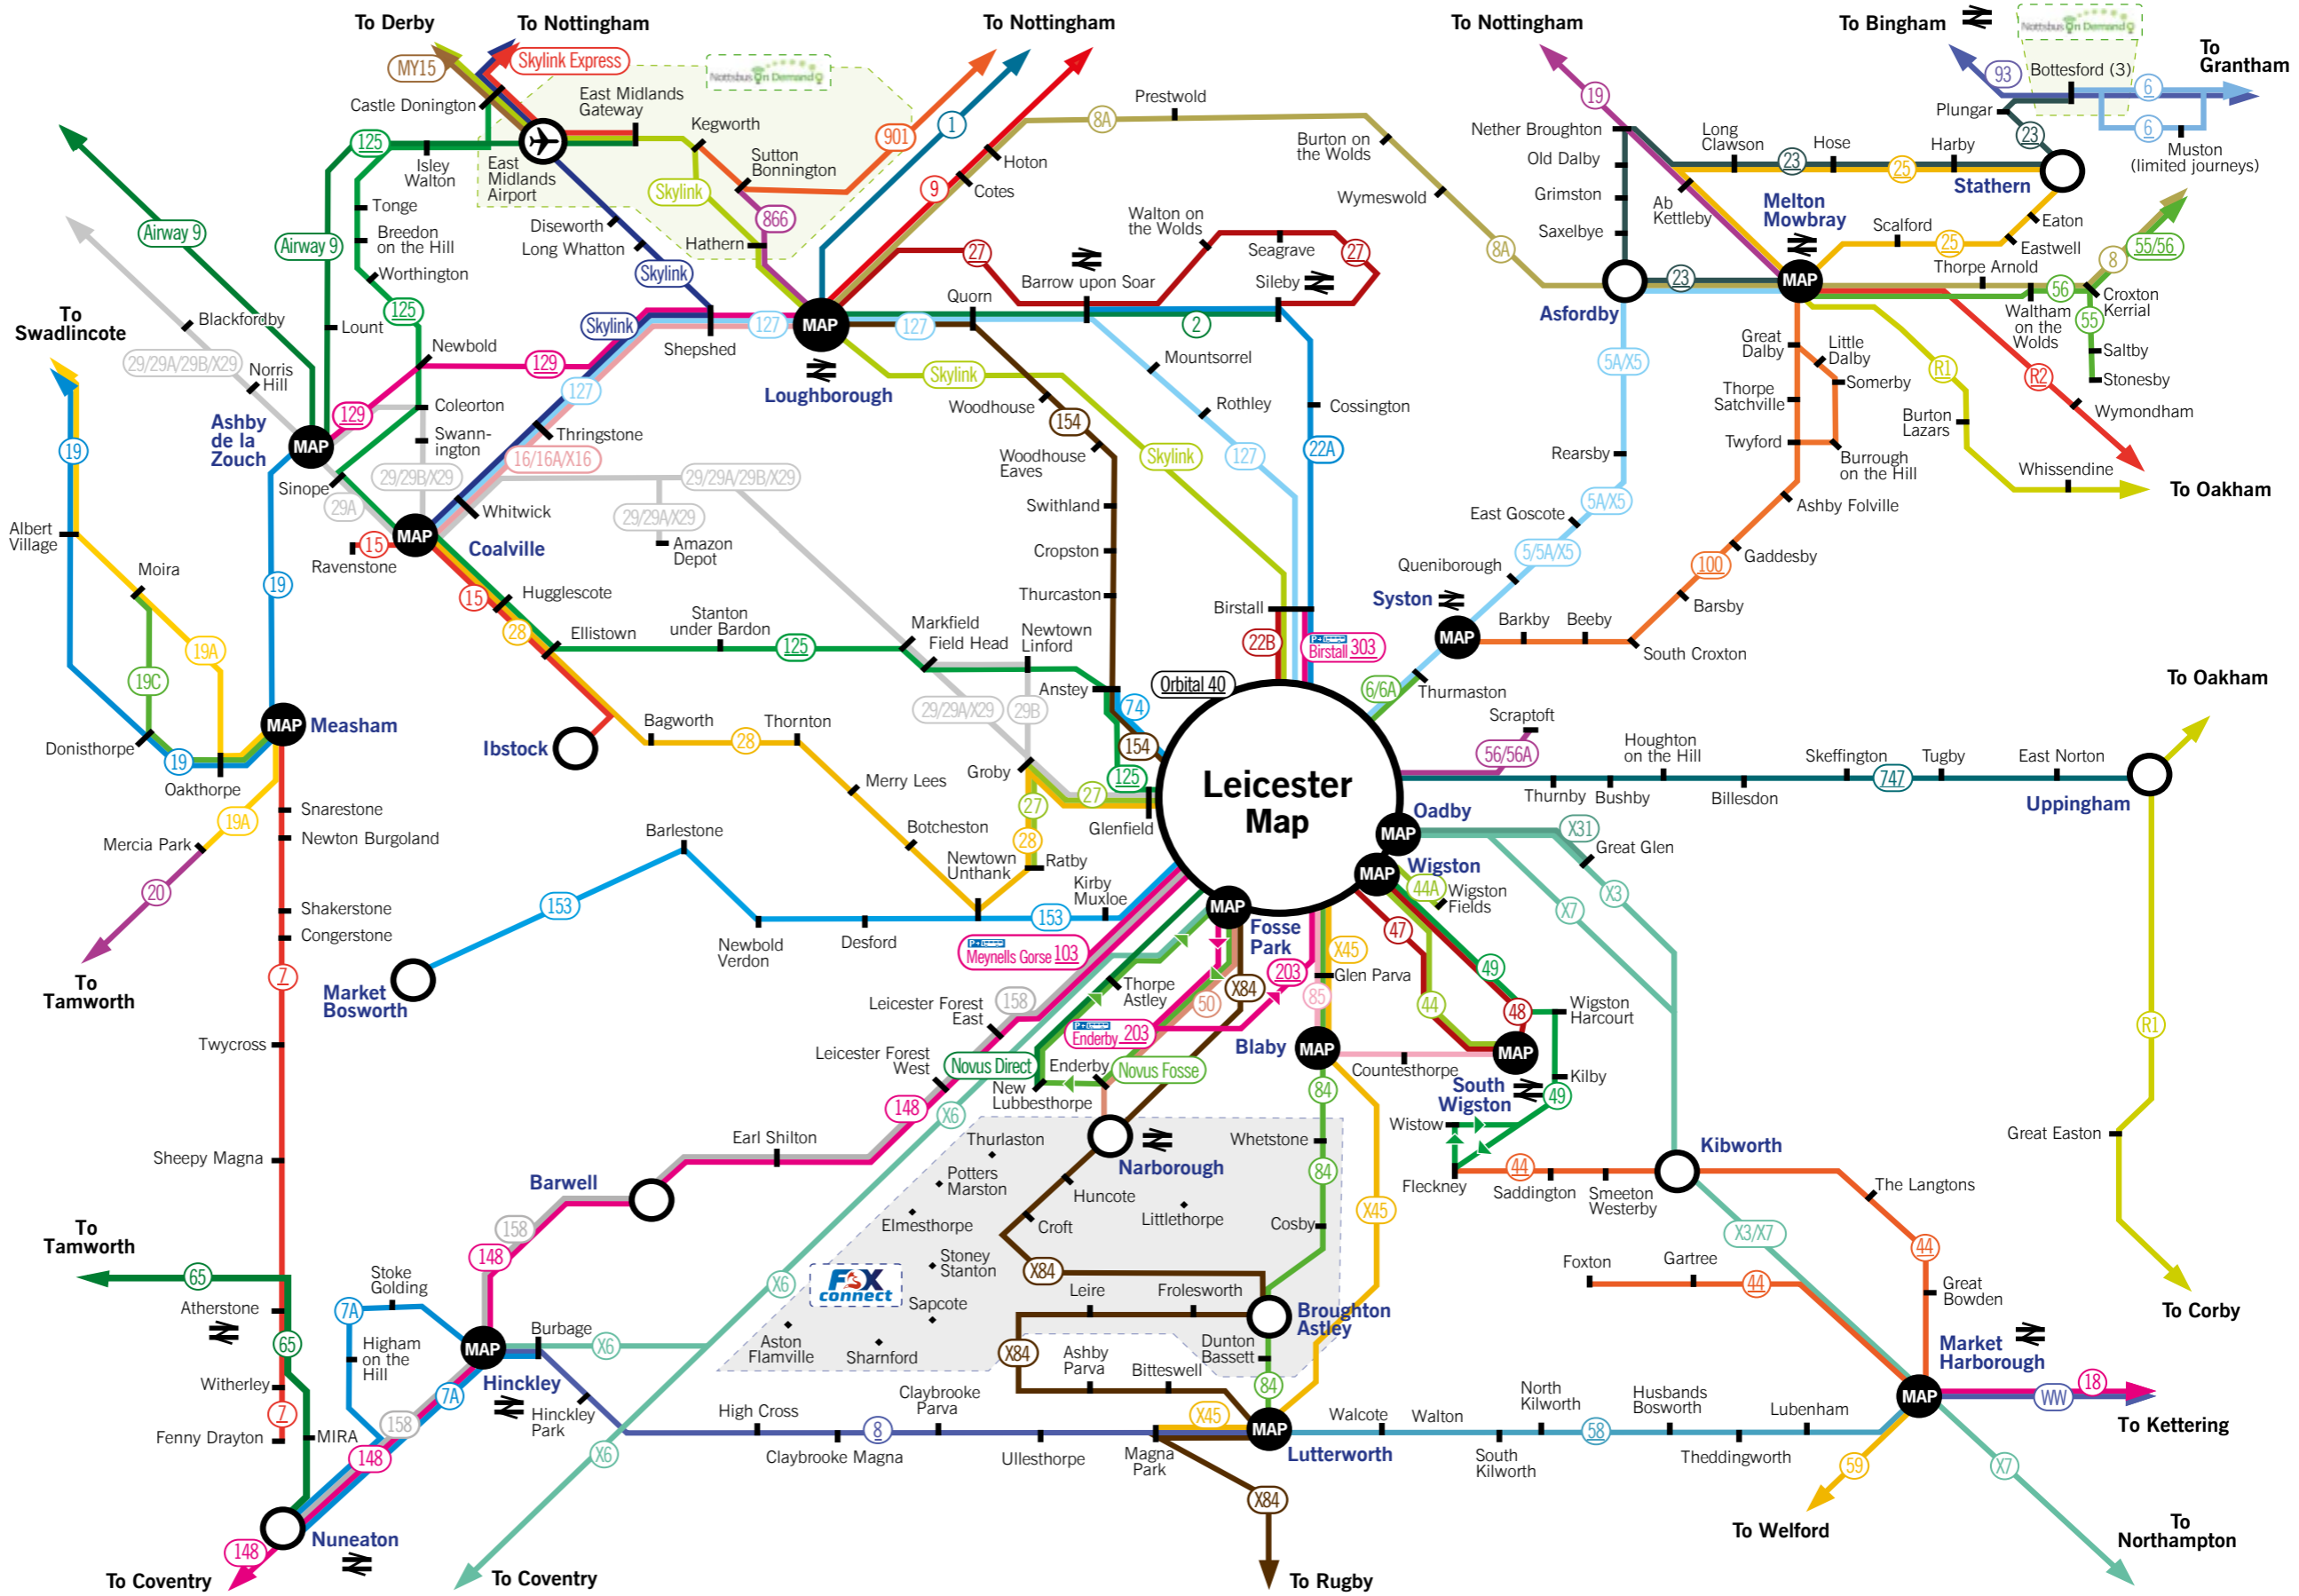 To Derby
To Nottingham
To Nottingham
To Nottingham
To Bingham
Nottsbus On Demand
To
Grantham
MY15
Skylink Express
Nottsbus On Demand
Castle Donington
East Midlands
Gateway
Kegworth
901
1
8A
Prestwold
19
93
Bottesford (3)
6
Plungar
6
Muston
(limited journeys)
125
Isley
Walton
East
Midlands
Airport
Sutton
Bonnington
Hoton
Burton on
the Wolds
Nether Broughton
Long
Clawson
23
Hose
25
Harby
23
Stathern
Old Dalby
Grimston
Saxelbye
Ab
Kettleby
Melton
Mowbray
Scalford
25
Eaton
Eastwell
Airway 9
Airway 9
Tonge
Breedon
on the Hill
Worthington
125
Diseworth
Long Whatton
Skylink
Skylink
866
Hathern
9
Cotes
27
Walton on
the Wolds
Seagrave
27
Wymeswold
8A
Barrow upon Soar
Sileby
Thorpe Arnold
8
55/56
56
Croxton
Kerrial
55
Waltham
on the
Wolds
Saltby
Stonesby
To
Swadlincote
Blackfordby
29/29A/29B/X29
Norris
Hill
Lount
Newbold
129
Skylink
Shepshed
127
MAP
Loughborough
127
Quorn
2
Mountsorrel
Asfordby
23
MAP
5A/X5
Great
Dalby
Little
Dalby
Somerby
R1
R2
Wymondham
Ashby
de la
Zouch
MAP
129
Coleorton
Swann-
ington
127
Thringstone
16/16A/X16
Skylink
Woodhouse
154
Rothley
127
Cossington
22A
Thorpe
Satchville
Twyford
Burrough
on the Hill
Burton
Lazars
Whissendine
To Oakham
19
Sinope
29A
29/29B/X29
29/29A/29B/X29
29/29A/X29
Amazon
Depot
Whitwick
MAP
Coalville
15
Ravenstone
Woodhouse
Eaves
Skylink
Swithland
Cropston
Thurcaston
Rearsby
5A/X5
East Goscote
5/5A/X5
Queniborough
Ashby Folville
Gaddesby
100
Barsby
Albert
Village
Moira
19
19A
19C
Donisthorpe
19
Oakthorpe
MAP
Measham
15
Hugglescote
28
Ellistown
Stanton
under Bardon
125
Markfield
Field Head
Newtown
Linford
Birstall
22B
P+R
Birstall 303
Syston
MAP
Barkby
Beeby
South Croxton
Orbital 40
6/6A
Thurmaston
Scraptoft
56/56A
To Oakham
Ibstock
Bagworth
28
Thornton
29/29A/X29
29B
Anstey
74
154
125
Groby
27
27
Glenfield
Merry Lees
Botcheston
28
Ratby
Newtown
Unthank
Leicester
Map
Thurnby
Bushby
Houghton
on the Hill
Billesdon
Skeffington
747
Tugby
East Norton
Uppingham
Mercia Park
19A
Snarestone
Newton Burgoland
20
To
Tamworth
Shakerstone
Congerstone
7
Twycross
Sheepy Magna
Barlestone
153
Market
Bosworth
Newbold
Verdon
Desford
153
Kirby
Muxloe
P+R
Meynells Gorse 103
Oadby
MAP
Wigston
MAP
X31
Great Glen
X3
X7
44A
Wigston
Fields
MAP
Fosse
Park
47
X45
Glen Parva
203
X84
85
50
Thorpe
Astley
Leicester Forest
East
158
P+R
Enderby 203
49
44
48
Wigston
Harcourt
Leicester Forest
West
Novus Direct
Enderby
Novus Fosse
New
Lubbesthorpe
Blaby
MAP
Countesthorpe
MAP
South
Wigston
Kilby
49
84
R1
148
X6
Wistow
Fleckney
44
Saddington
Smeeton
Westerby
Kibworth
Great Easton
The Langtons
Earl Shilton
Barwell
Thurlaston
Narborough
Whetstone
Potters
Marston
Huncote
84
Littlethorpe
Elmesthorpe
Croft
Cosby
X45
X3/X7
44
158
148
Stoney
Stanton
X84
Foxton
Gartree
44
Great
Bowden
To
Tamworth
65
Atherstone
Stoke
Golding
7A
X6
FOX
connect
Sapcote
Leire
Frolesworth
Broughton
Astley
To Corby
65
Higham
on the
Hill
MAP
Hinckley
Burbage
X6
Aston
Flamville
Sharnford
X84
Dunton
Bassett
Ashby
Parva
Bitteswell
84
Market
Harborough
MAP
18
WW
To Kettering
Witherley
7
Fenny Drayton
MIRA
7A
158
148
Hinckley
Park
X6
High Cross
Claybrooke Magna
8
Claybrooke
Parva
Ullesthorpe
X45
Magna
Park
MAP
Lutterworth
Walcote
Walton
South
Kilworth
North
Kilworth
58
Husbands
Bosworth
Theddingworth
Lubenham
59
X7
X84
Nuneaton
148
To Coventry
To Coventry
To Rugby
To Welford
To
Northampton